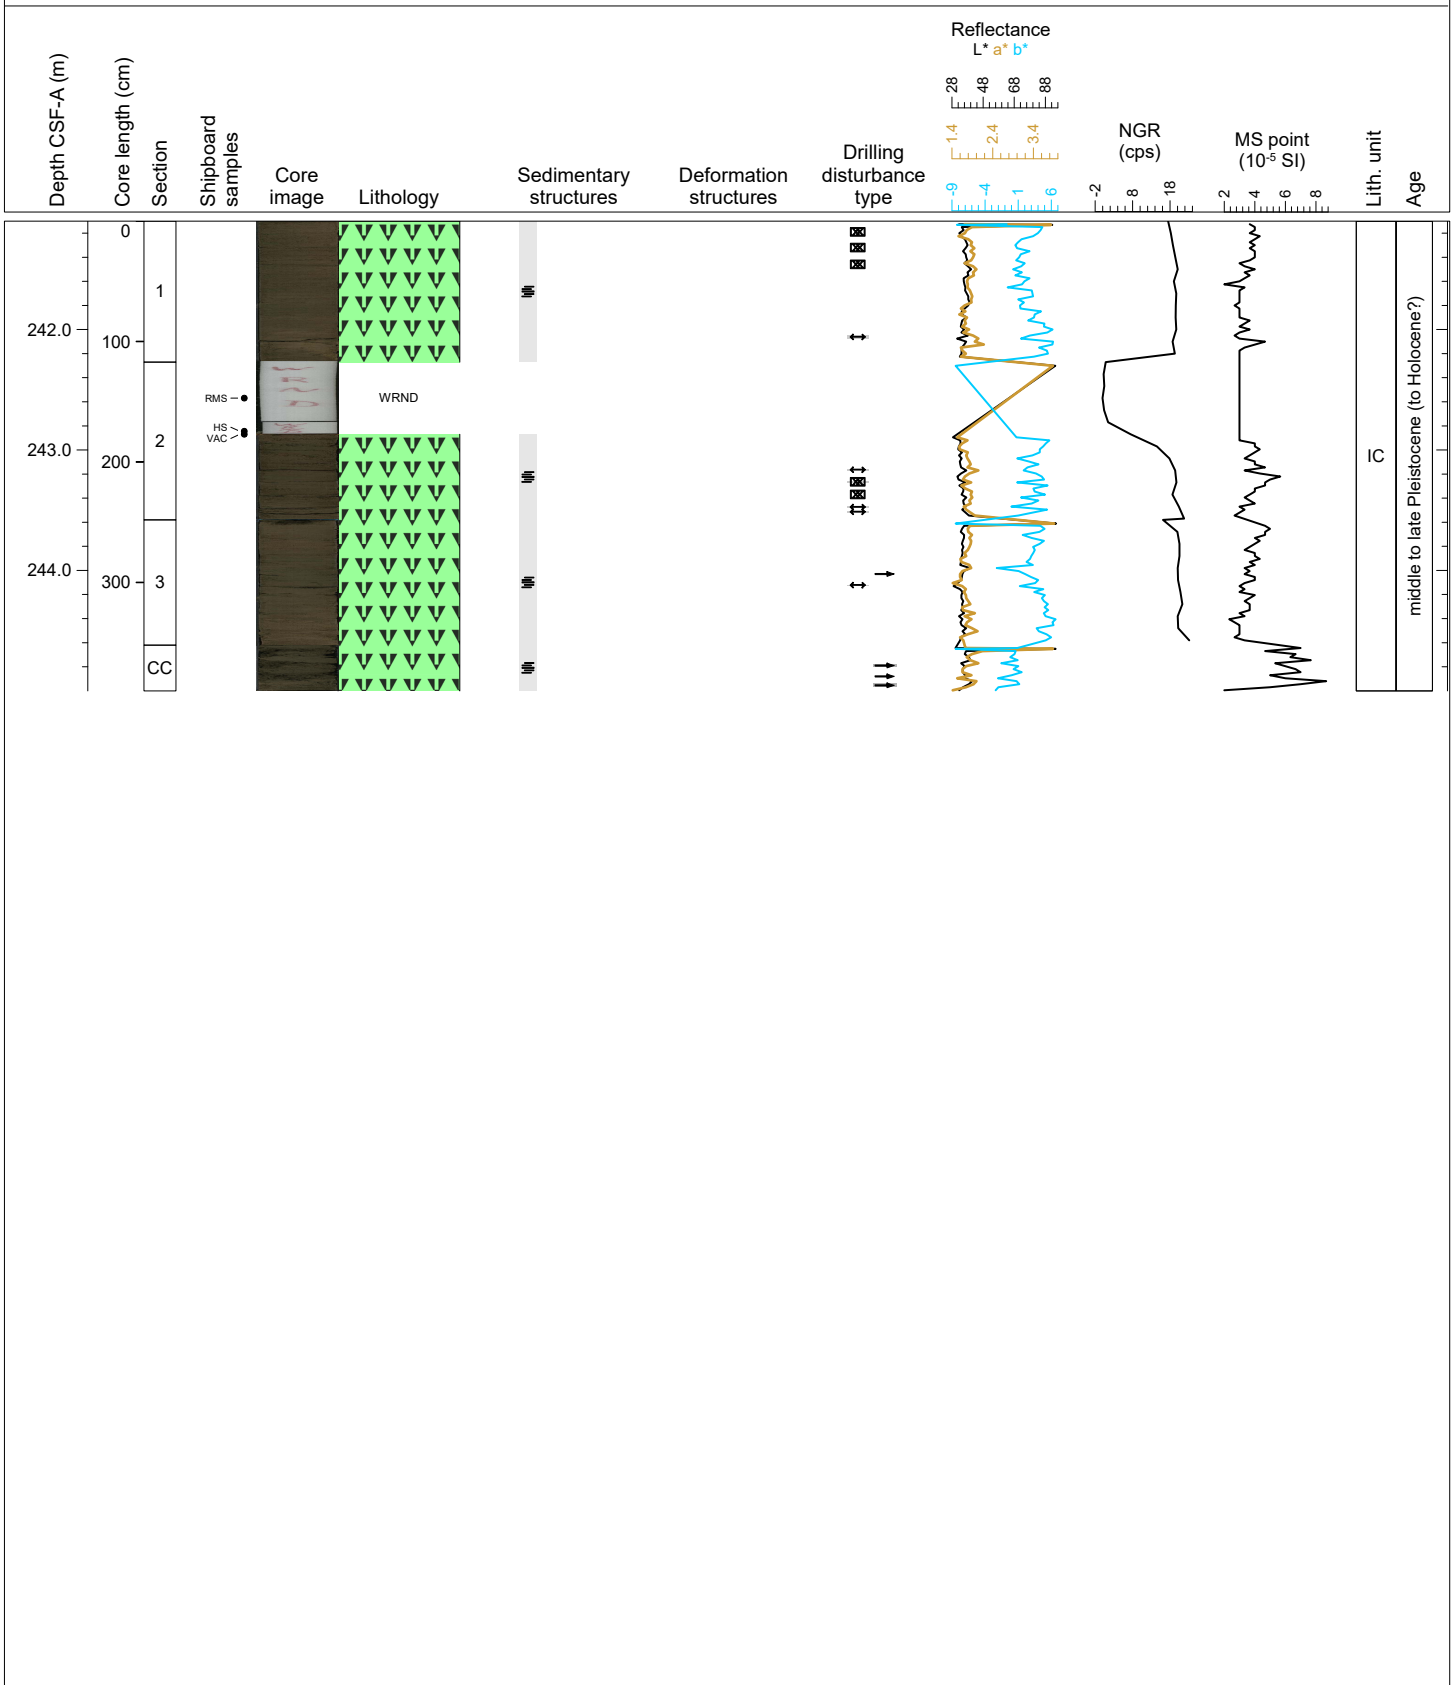 Depth CSF-A (m)
Core length (cm)
Section
Shipboard
samples
Core
image
Lithology
Sedimentary
structures
Deformation
structures
Drilling
disturbance
type
Reflectance
L* a* b*
28 48 68 88
1.4 2.4 3.4
-9 -4 1 6
NGR
(cps)
-2 8 18
MS point
(10-5 SI)
2 4 6 8
Lith. unit
Age
0
1
242.0
100
RMS
WRND
HS
VAC
2
243.0
200
IC
middle to late Pleistocene (to Holocene?)
244.0
300
3
CC